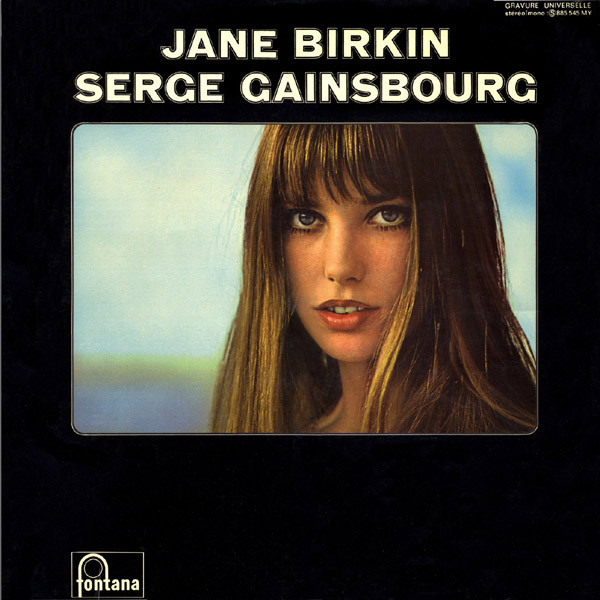 GRAVURE UNIVERSELLE
stéréo/mono : Ⓢ 885 545 MY
JANE BIRKIN
SERGE GAINSBOURG
fontana